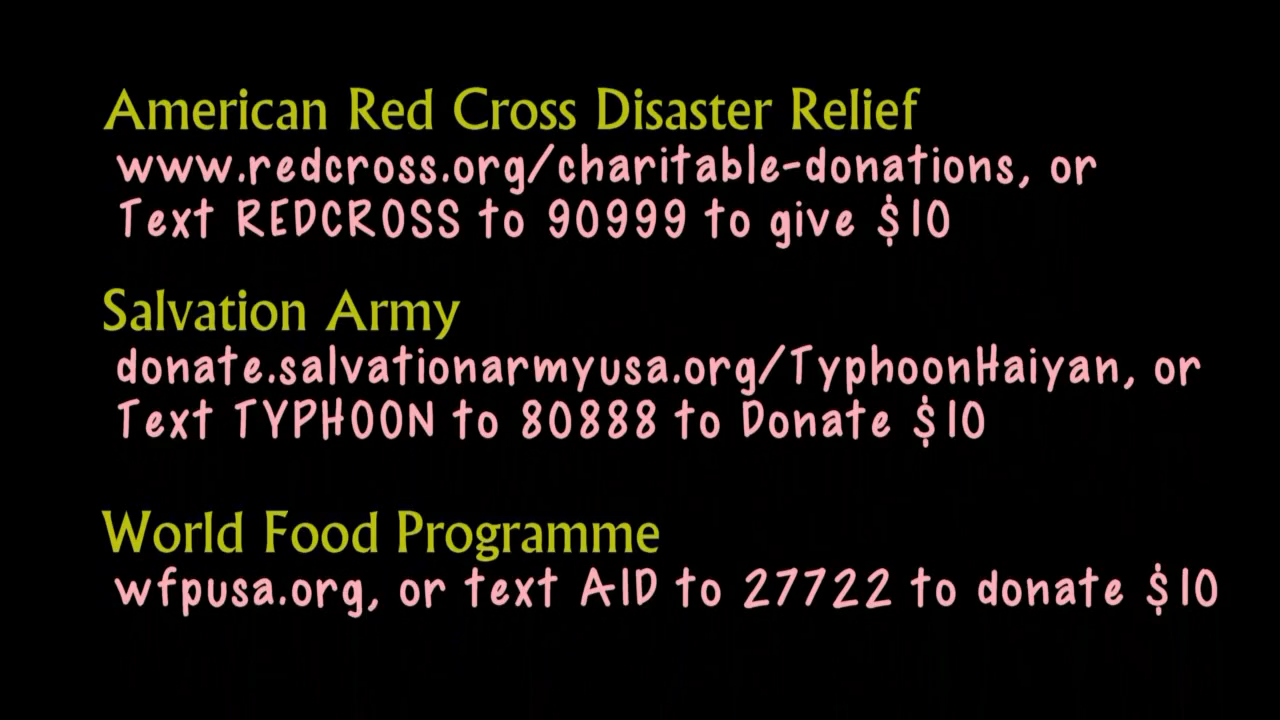 American Red Cross Disaster Relief
www.redcross.org/charitable-donations, or
Text REDCROSS to 90999 to give $10
Salvation Army
donate.salvationarmyusa.org/TyphoonHaiyan, or
Text TYPHOON to 80888 to Donate $10
World Food Programme
wfpusa.org, or text AID to 27722 to donate $10